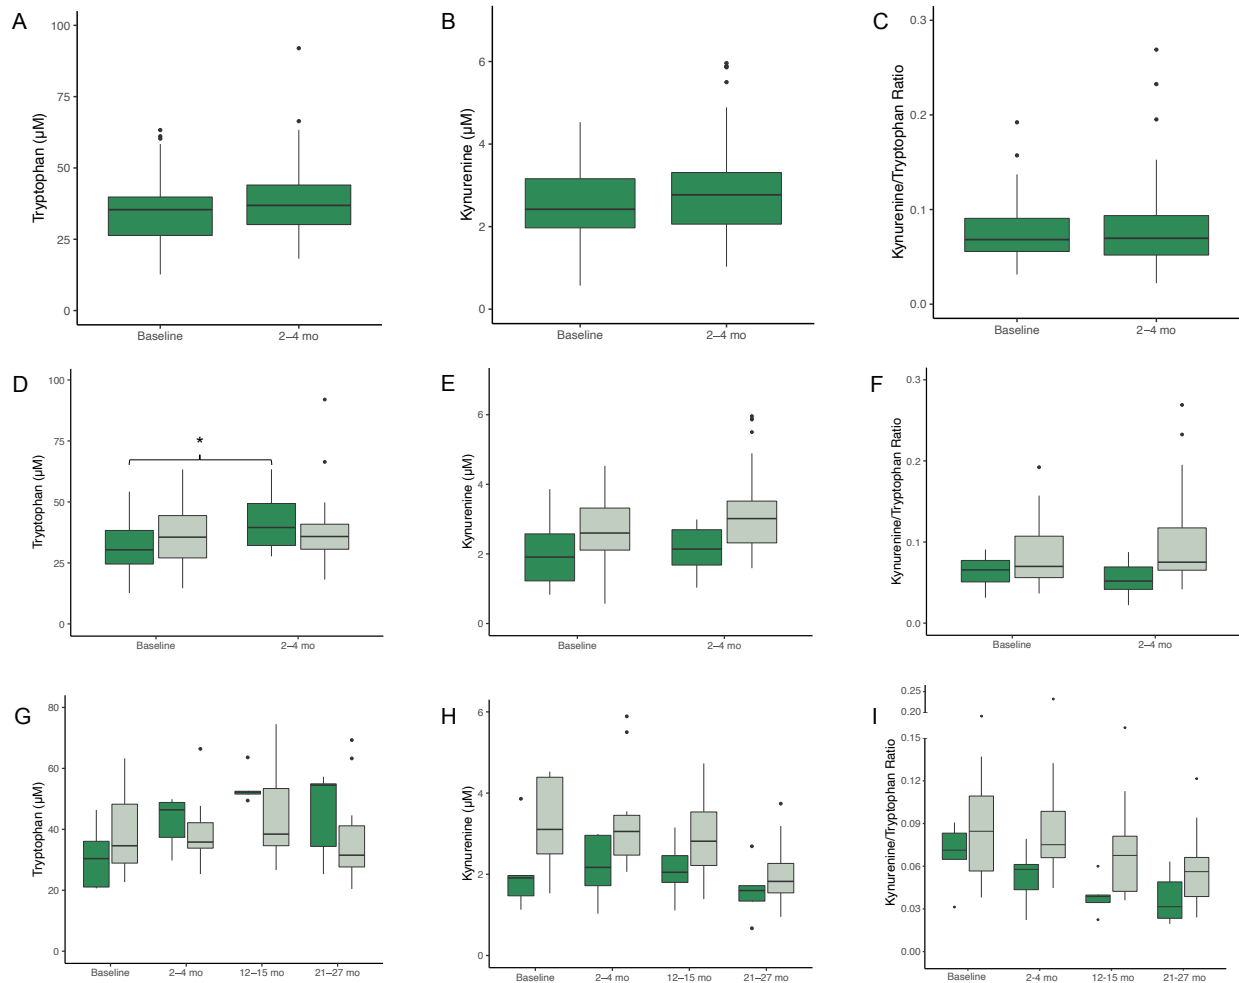 A
Tryptophan (µM)
100
75
50
25
0
Baseline
2–4 mo
B
Kynurenine (µM)
6
4
2
0
Baseline
2–4 mo
C
Kynurenine/Tryptophan Ratio
0.3
0.2
0.1
0.0
Baseline
2–4 mo
D
Tryptophan (µM)
100
75
50
25
0
*
Baseline
2–4 mo
E
Kynurenine (µM)
6
4
2
0
Baseline
2–4 mo
F
Kynurenine/Tryptophan Ratio
0.3
0.2
0.1
0.0
Baseline
2–4 mo
G
Tryptophan (µM)
80
60
40
20
0
Baseline
2–4 mo
12–15 mo
21–27 mo
H
Kynurenine (µM)
6
4
2
0
Baseline
2–4 mo
12–15 mo
21–27 mo
I
Kynurenine/Tryptophan Ratio
0.25
0.20
0.15
0.12
0.09
0.06
0.03
0.00
Baseline
2-4 mo
12-15 mo
21-27 mo